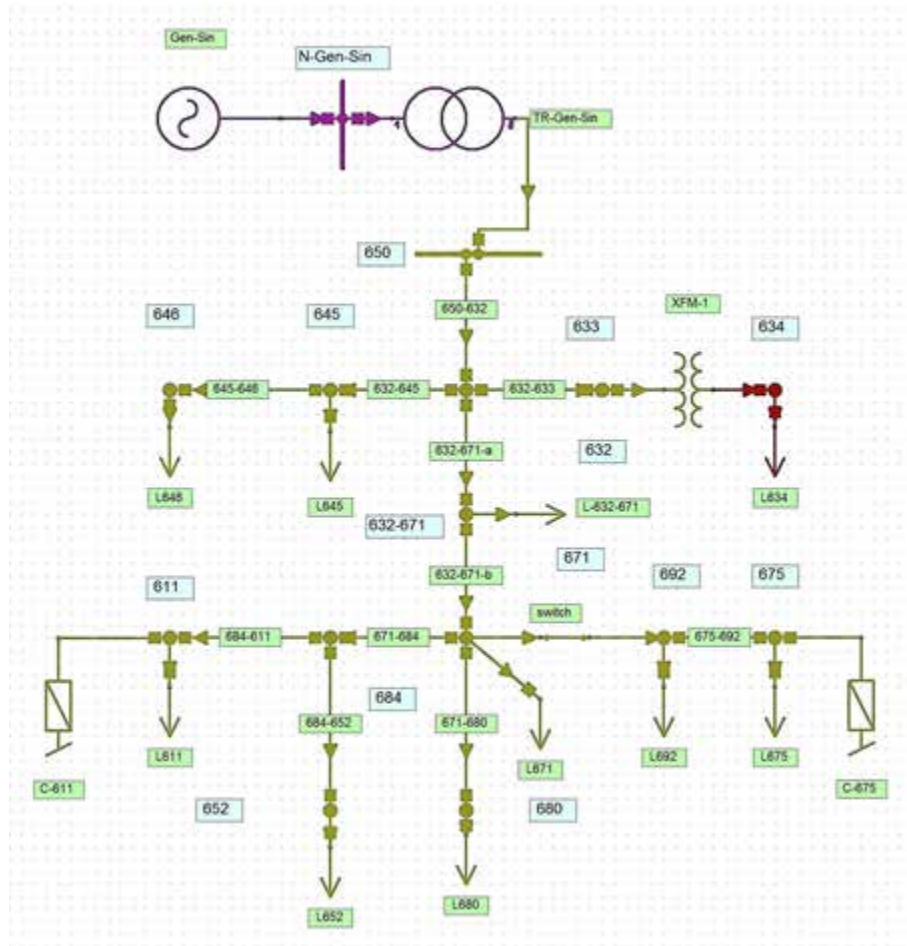 Gen-Sin
N-Gen-Sin
TR-Gen-Sin
650
646
645
650-632
633
XFM-1
634
645-646
632-645
632-633
632-671-a
632
L646
L645
L-632-671
L634
632-671
611
632-671-b
671
692
675
switch
684-611
671-684
675-692
684
684-652
671-680
L611
L671
L692
L675
C-611
652
680
C-675
L652
L680